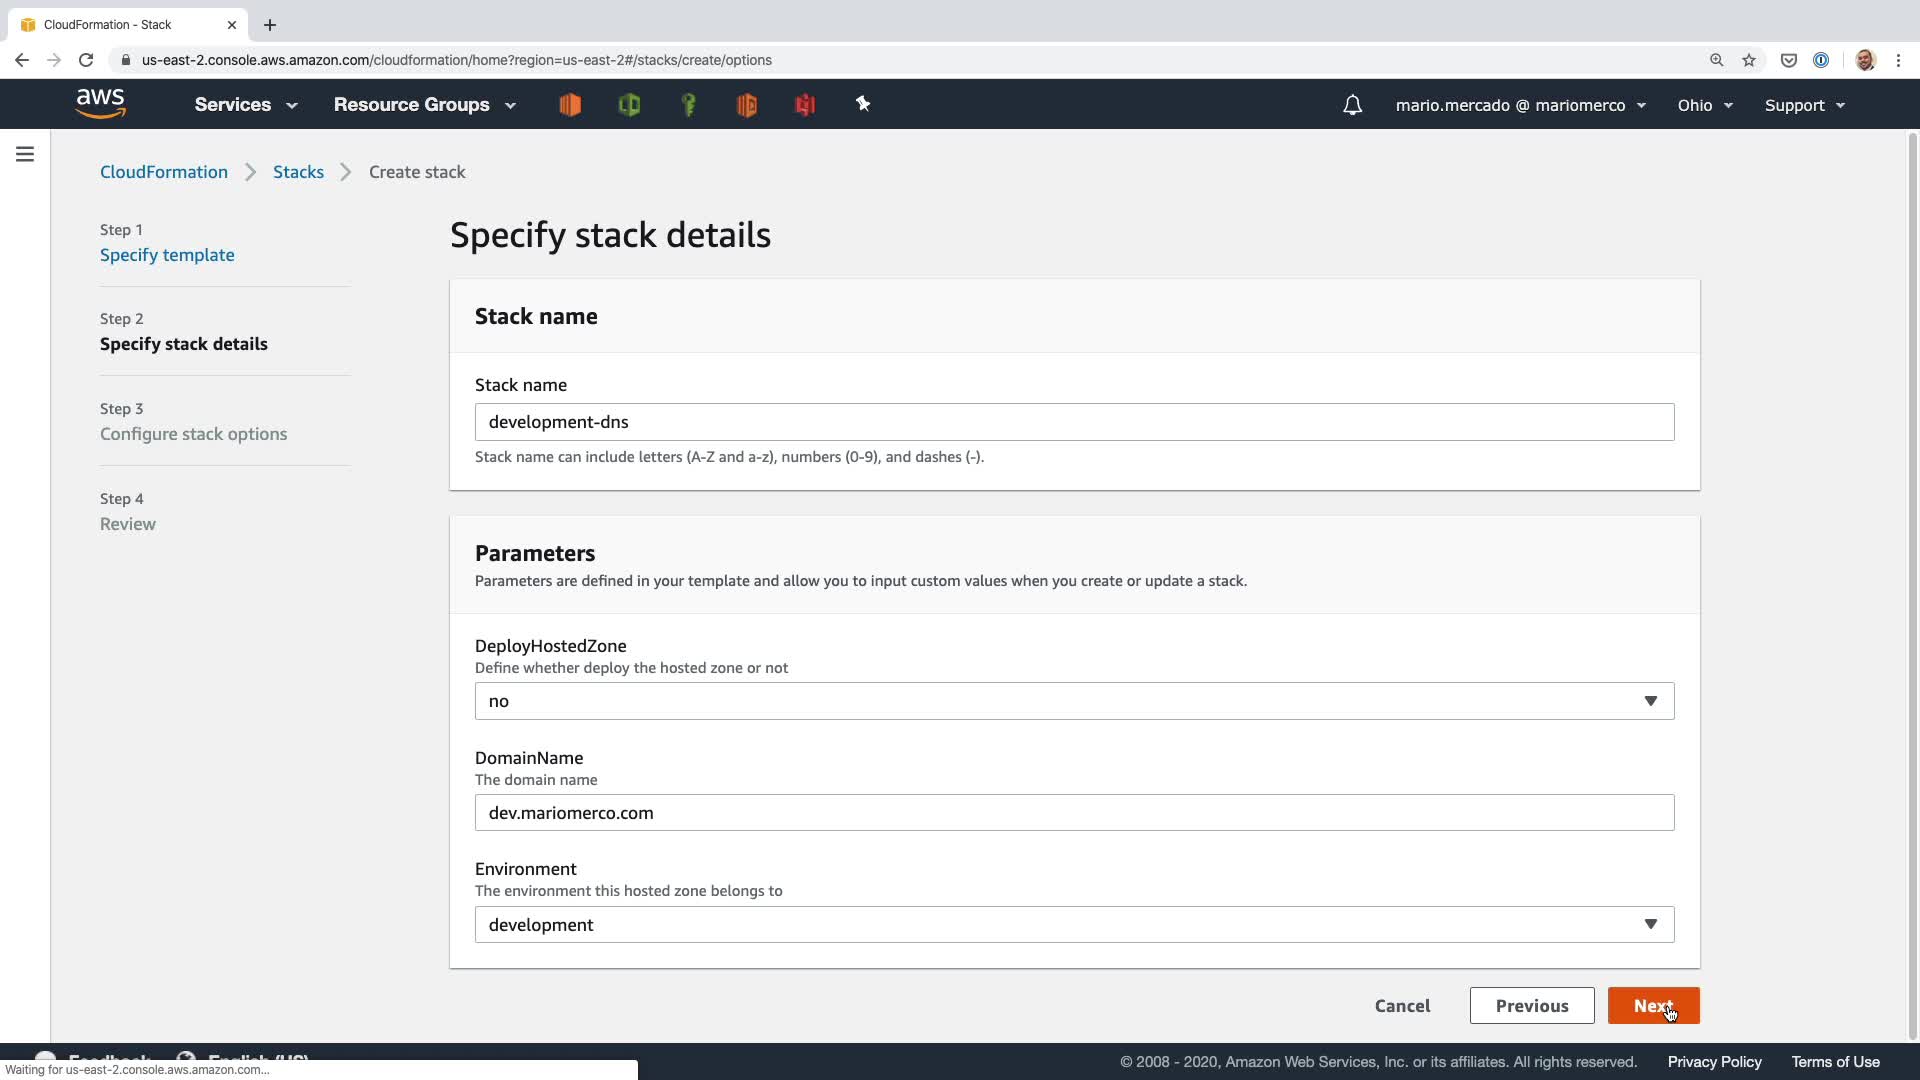 CloudFormation - Stack
us-east-2.console.aws.amazon.com/cloudformation/home?region=us-east-2#/stacks/create/options
aws
Services
Resource Groups
mario.mercado @ mariomerco
Ohio
Support
CloudFormation
Stacks
Create stack
Step 1
Specify template
Step 2
Specify stack details
Step 3
Configure stack options
Step 4
Review
Specify stack details
Stack name
Stack name
development-dns
Stack name can include letters (A-Z and a-z), numbers (0-9), and dashes (-).
Parameters
Parameters are defined in your template and allow you to input custom values when you create or update a stack.
DeployHostedZone
Define whether deploy the hosted zone or not
no
DomainName
The domain name
dev.mariomerco.com
Environment
The environment this hosted zone belongs to
development
Cancel
Previous
Next
Feedback
English (US)
© 2008 - 2020, Amazon Web Services, Inc. or its affiliates. All rights reserved.
Privacy Policy
Terms of Use
Waiting for us-east-2.console.aws.amazon.com...